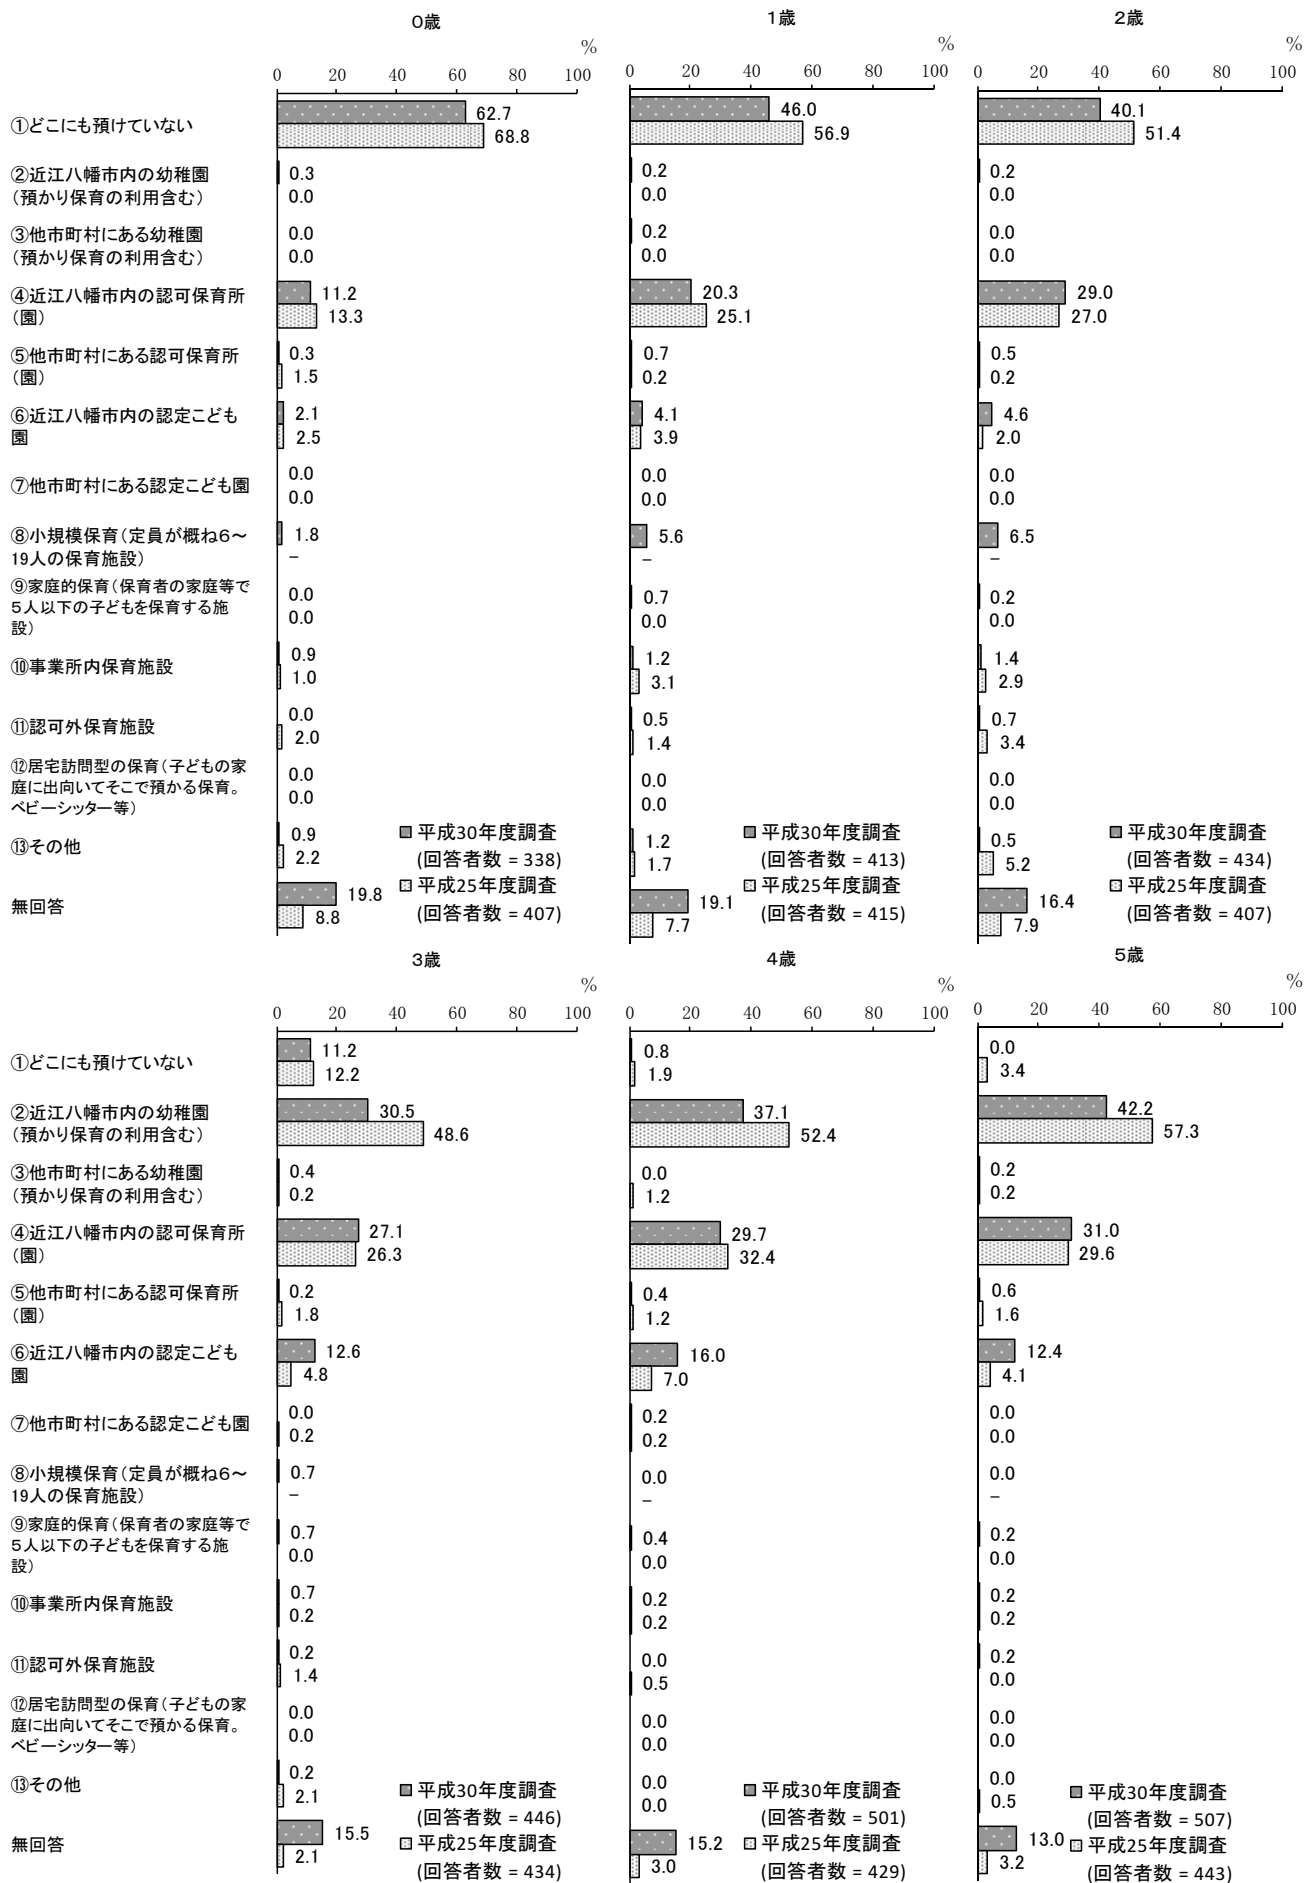 0歳
1歳
2歳
%
%
%
0 20 40 60 80 100
0 20 40 60 80 100
0 20 40 60 80 100
①どこにも預けていない
62.7
68.8
46.0
56.9
40.1
51.4
②近江八幡市内の幼稚園
(預かり保育の利用含む)
0.3
0.0
0.2
0.0
0.2
0.0
③他市町村にある幼稚園
(預かり保育の利用含む)
0.0
0.0
0.2
0.0
0.0
0.0
④近江八幡市内の認可保育所
(園)
11.2
13.3
20.3
25.1
29.0
27.0
⑤他市町村にある認可保育所
(園)
0.3
1.5
0.7
0.2
0.5
0.2
⑥近江八幡市内の認定こども
園
2.1
2.5
4.1
3.9
4.6
2.0
⑦他市町村にある認定こども園
0.0
0.0
0.0
0.0
0.0
0.0
⑧小規模保育(定員が概ね6~
19人の保育施設)
1.8
–
5.6
–
6.5
–
⑨家庭的保育(保育者の家庭等で
5人以下の子どもを保育する施
設)
0.0
0.0
0.7
0.0
0.2
0.0
⑩事業所内保育施設
0.9
1.0
1.2
3.1
1.4
2.9
⑪認可外保育施設
0.0
2.0
0.5
1.4
0.7
3.4
⑫居宅訪問型の保育(子どもの家
庭に出向いてそこで預かる保育。
ベビーシッター等)
0.0
0.0
0.0
0.0
0.0
0.0
⑬その他
0.9
2.2
1.2
1.7
0.5
5.2
無回答
19.8
8.8
19.1
7.7
16.4
7.9
平成30年度調査
(回答者数 = 338)
平成25年度調査
(回答者数 = 407)
平成30年度調査
(回答者数 = 413)
平成25年度調査
(回答者数 = 415)
平成30年度調査
(回答者数 = 434)
平成25年度調査
(回答者数 = 407)
3歳
4歳
5歳
%
%
%
0 20 40 60 80 100
0 20 40 60 80 100
0 20 40 60 80 100
①どこにも預けていない
11.2
12.2
0.8
1.9
0.0
3.4
②近江八幡市内の幼稚園
(預かり保育の利用含む)
30.5
48.6
37.1
52.4
42.2
57.3
③他市町村にある幼稚園
(預かり保育の利用含む)
0.4
0.2
0.0
1.2
0.2
0.2
④近江八幡市内の認可保育所
(園)
27.1
26.3
29.7
32.4
31.0
29.6
⑤他市町村にある認可保育所
(園)
0.2
1.8
0.4
1.2
0.6
1.6
⑥近江八幡市内の認定こども
園
12.6
4.8
16.0
7.0
12.4
4.1
⑦他市町村にある認定こども園
0.0
0.2
0.2
0.2
0.0
0.0
⑧小規模保育(定員が概ね6~
19人の保育施設)
0.7
–
0.0
–
0.0
–
⑨家庭的保育(保育者の家庭等で
5人以下の子どもを保育する施
設)
0.7
0.0
0.4
0.0
0.2
0.0
⑩事業所内保育施設
0.7
0.2
0.2
0.2
0.2
0.2
⑪認可外保育施設
0.2
1.4
0.0
0.5
0.2
0.0
⑫居宅訪問型の保育(子どもの家
庭に出向いてそこで預かる保育。
ベビーシッター等)
0.0
0.0
0.0
0.0
0.0
0.0
⑬その他
0.2
2.1
0.0
0.0
0.0
0.5
無回答
15.5
2.1
15.2
3.0
13.0
3.2
平成30年度調査
(回答者数 = 446)
平成25年度調査
(回答者数 = 434)
平成30年度調査
(回答者数 = 501)
平成25年度調査
(回答者数 = 429)
平成30年度調査
(回答者数 = 507)
平成25年度調査
(回答者数 = 443)